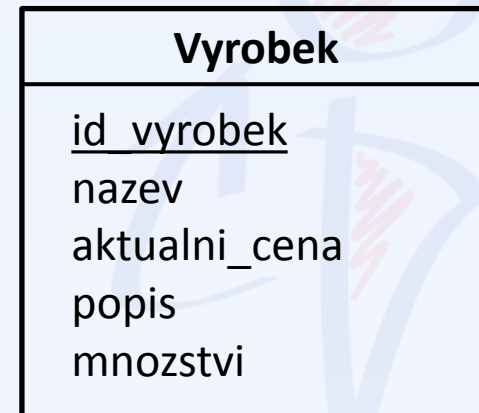 Vyrobek
id_vyrobek
nazev
aktualni_cena
popis
mnozstvi